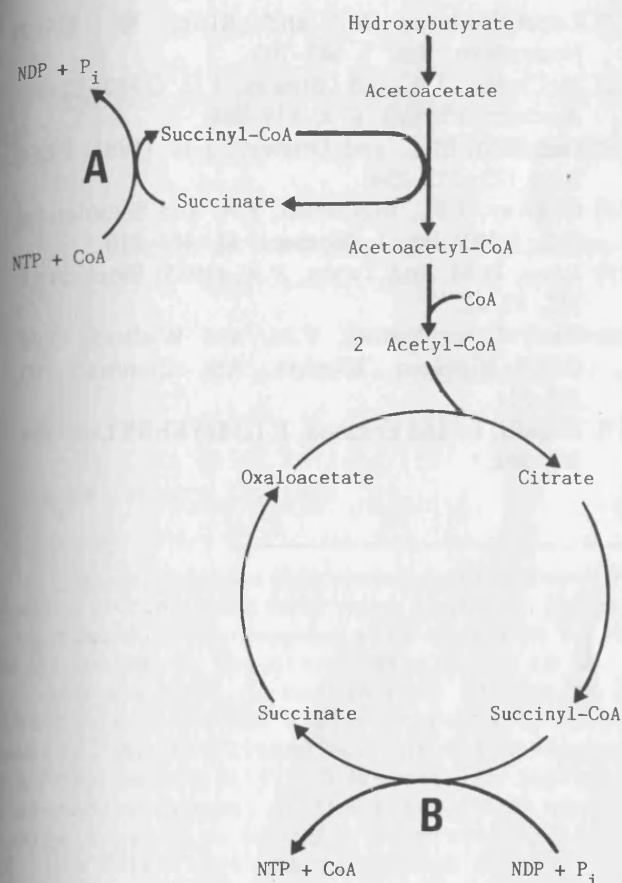 Hydroxybutyrate
NDP + Pi
Acetoacetate
Succinyl-CoA
A
Succinate
Acetoacetyl-CoA
NTP + CoA
CoA
2 Acetyl-CoA
Oxaloacetate
Citrate
Succinate
Succinyl-CoA
B
NTP + CoA
NDP + Pi